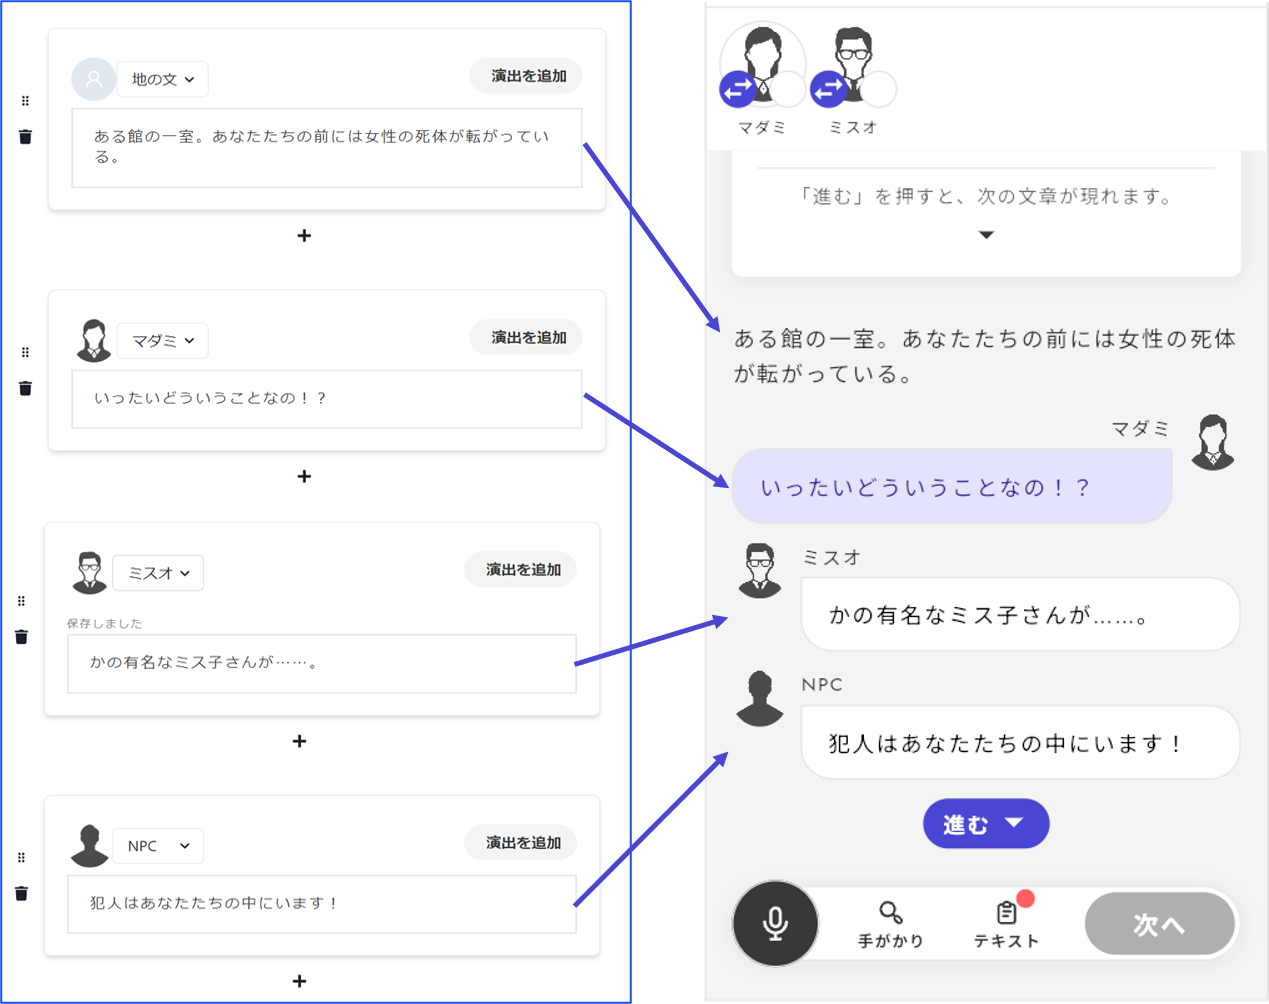 地の文
演出を追加
ある館の一室。あなたたちの前には女性の死体が転がってい
る。
マダミ
演出を追加
いったいどういうことなの！？
ミスオ
演出を追加
保存しました
かの有名なミス子さんが……。
NPC
演出を追加
犯人はあなたたちの中にいます！
マダミ
ミスオ
「進む」を押すと、次の文章が現れます。
ある館の一室。あなたたちの前には女性の死体
が転がっている。
マダミ
いったいどういうことなの！？
ミスオ
かの有名なミス子さんが……。
NPC
犯人はあなたたちの中にいます！
進む
手がかり
テキスト
次へ